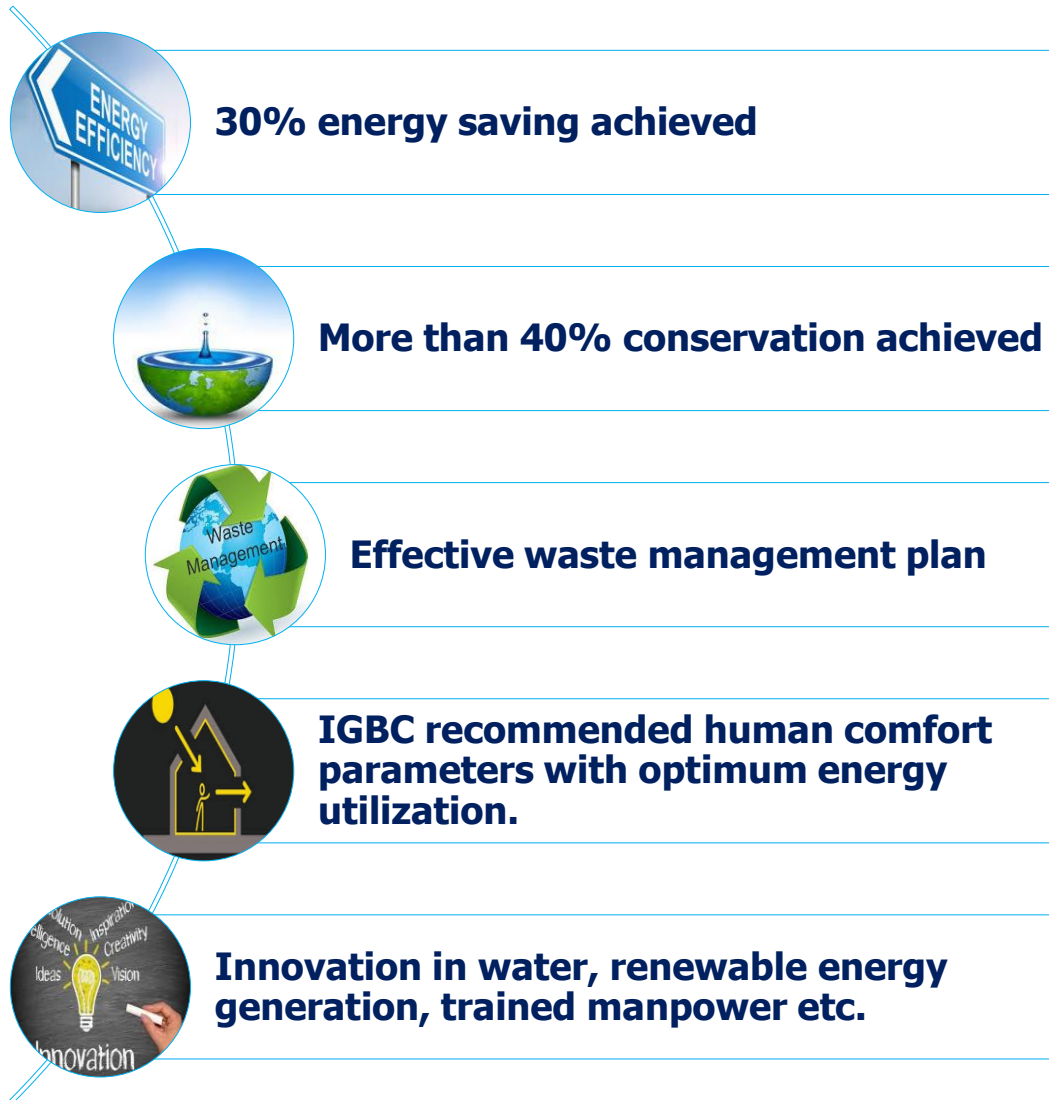 ENERGY
EFFICIENCY
30% energy saving achieved
More than 40% conservation achieved
Waste
Management
Effective waste management plan
IGBC recommended human comfort
parameters with optimum energy
utilization.
Inspiration
Creativity
Ideas
Vision
Innovation in water, renewable energy
generation, trained manpower etc.